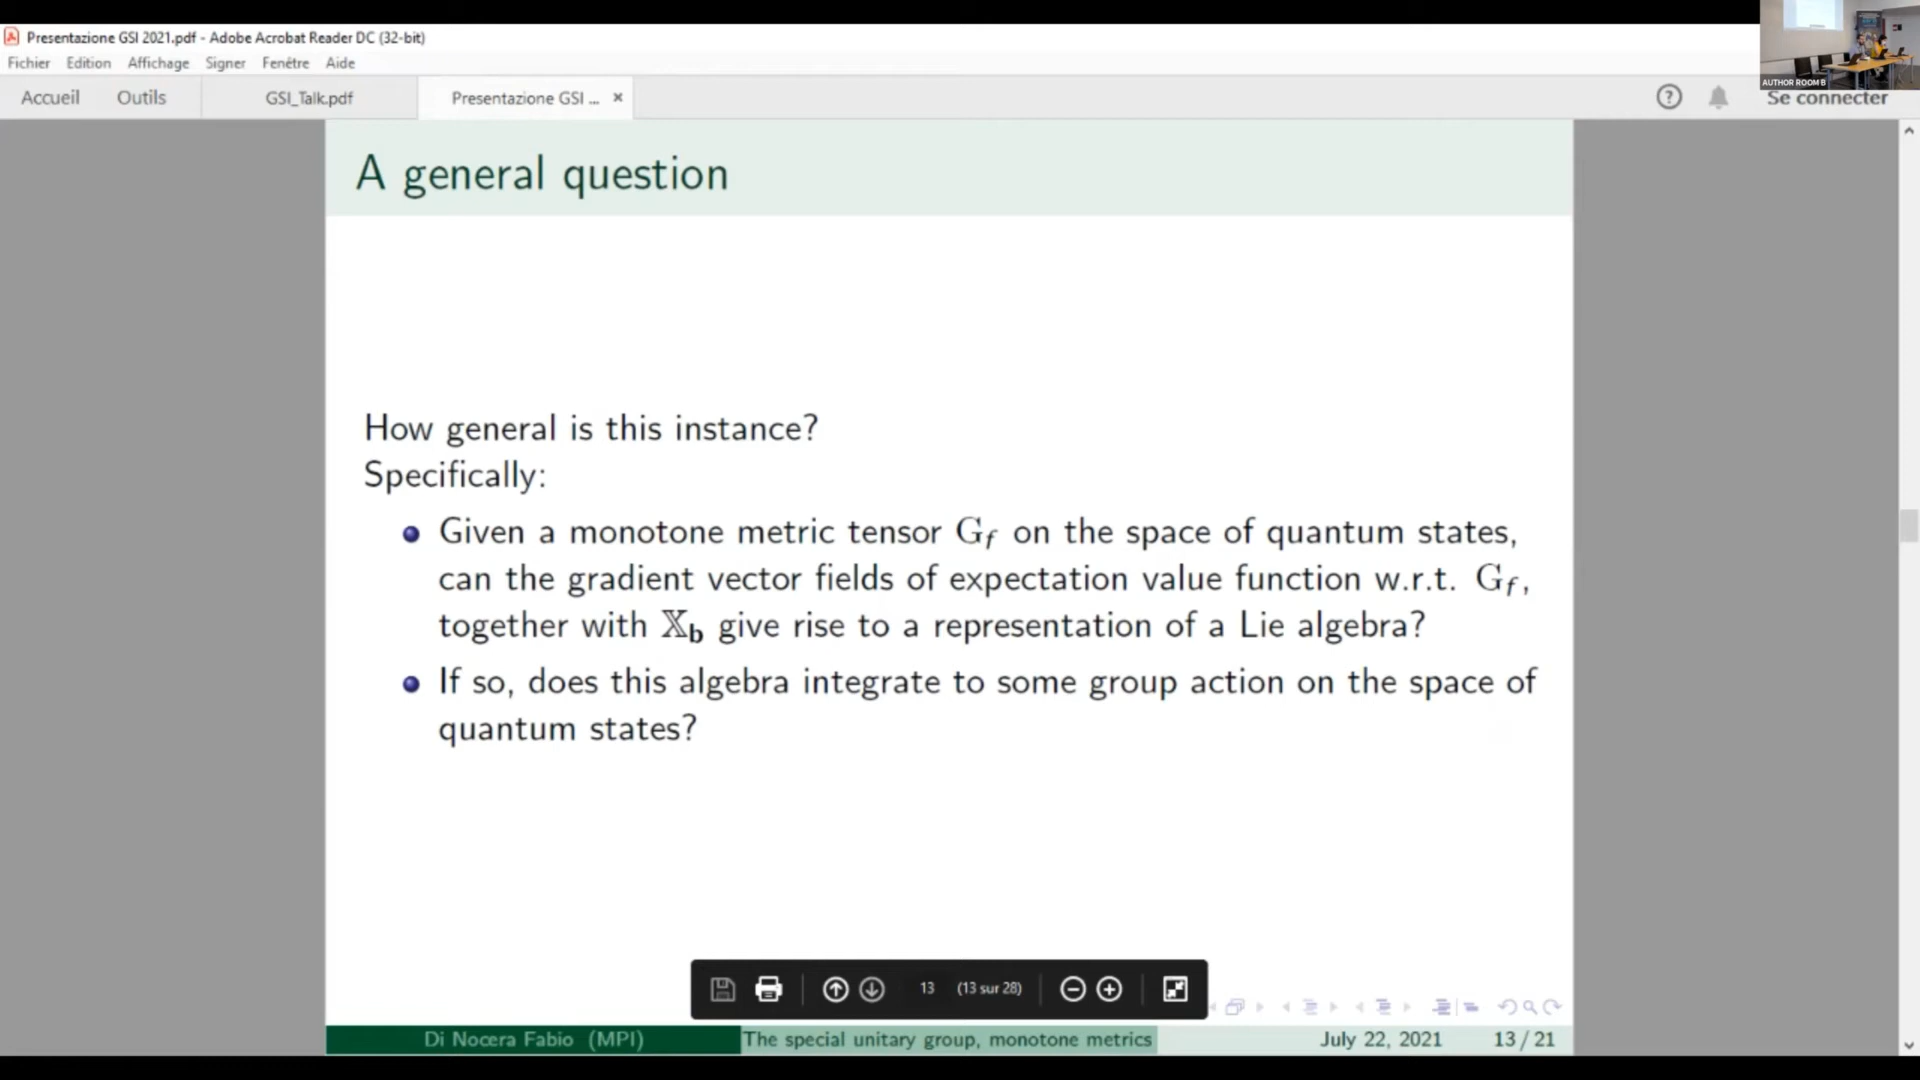 Presentazione GSI 2021.pdf - Adobe Acrobat Reader DC (32-bit)
Fichier Edition Affichage Signer Fenêtre Aide
AUTHOR ROOM B
Accueil Outils GSI_Talk.pdf Presentazione GSI ... × Se connecter
A general question
How general is this instance?
Specifically:
Given a monotone metric tensor G_f on the space of quantum states,
can the gradient vector fields of expectation value function w.r.t. G_f,
together with 𝕏_b give rise to a representation of a Lie algebra?
If so, does this algebra integrate to some group action on the space of
quantum states?
13 (13 sur 28)
Di Nocera Fabio (MPI) The special unitary group, monotone metrics July 22, 2021 13 / 21